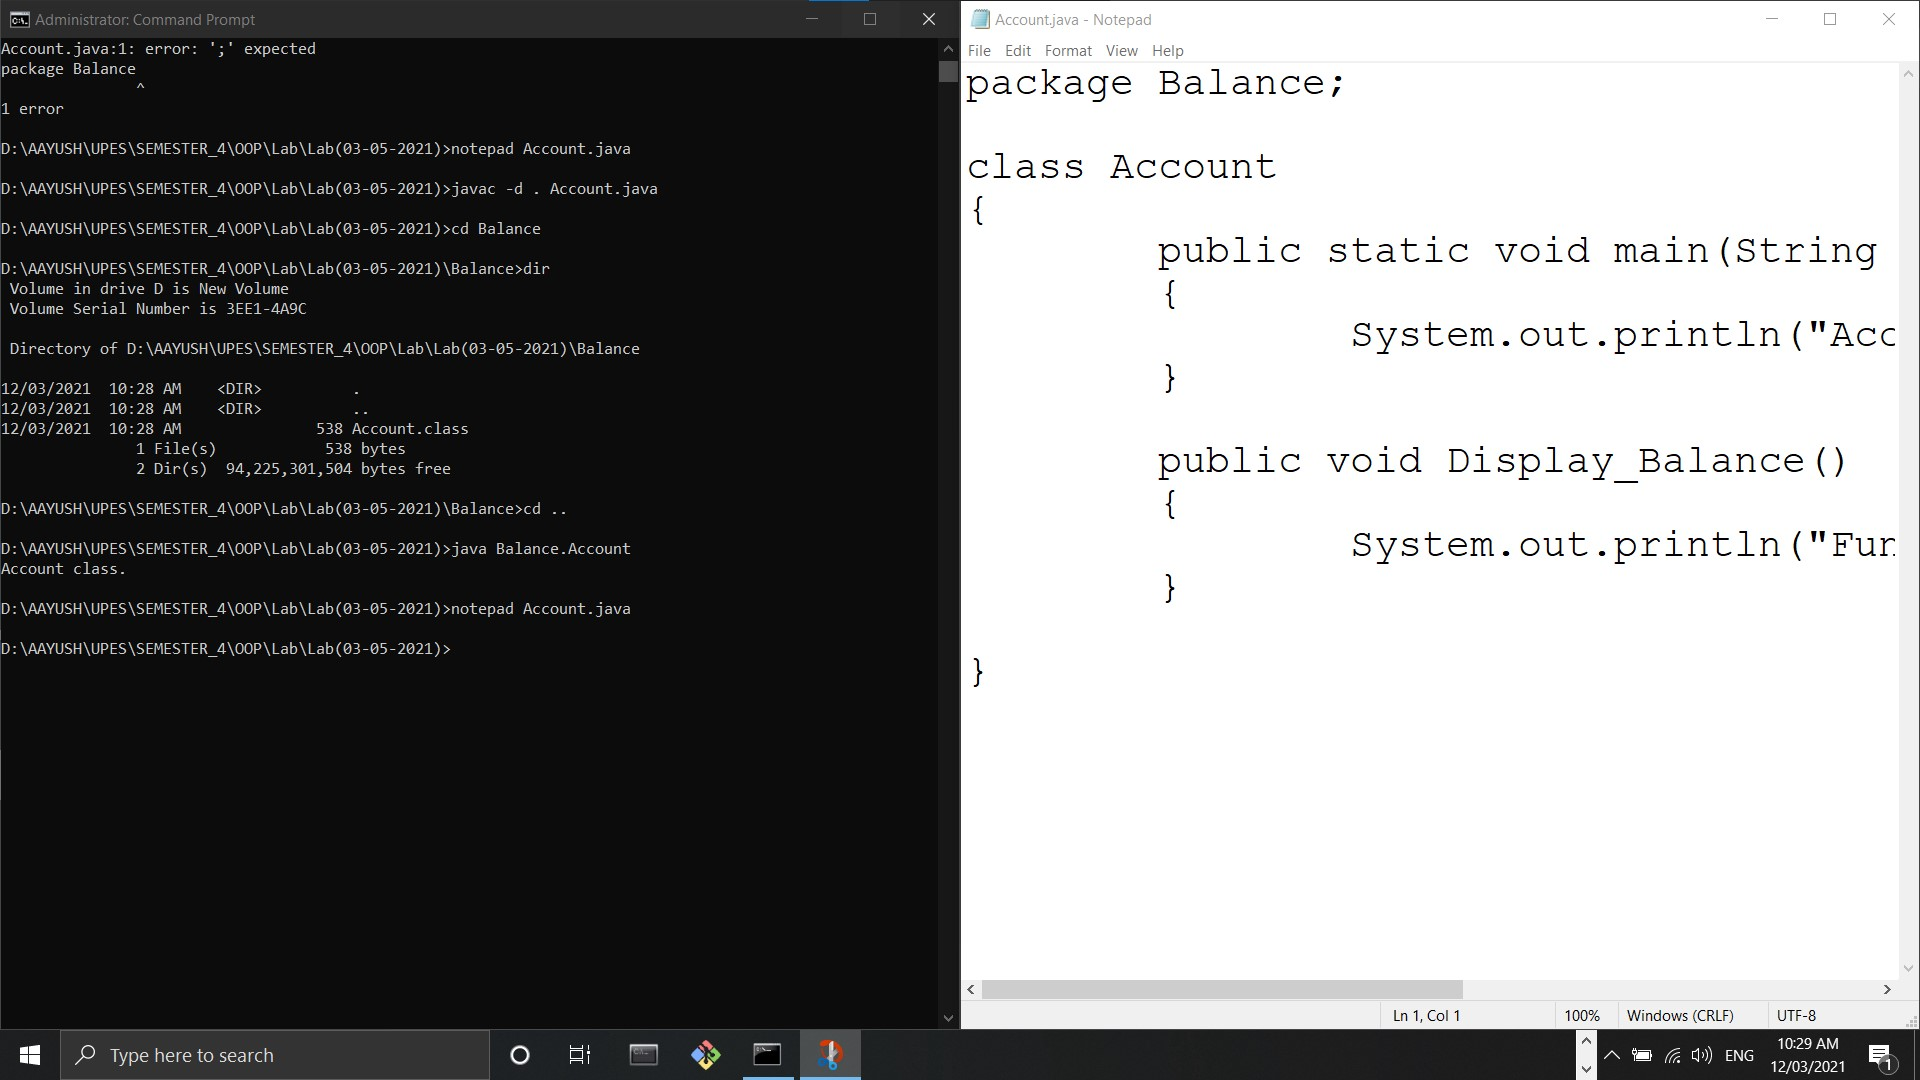 Administrator: Command Prompt
Account.java:1: error: ';' expected
package Balance
^
1 error
D:\AAYUSH\UPES\SEMESTER_4\OOP\Lab\Lab(03-05-2021)>notepad Account.java
D:\AAYUSH\UPES\SEMESTER_4\OOP\Lab\Lab(03-05-2021)>javac -d . Account.java
D:\AAYUSH\UPES\SEMESTER_4\OOP\Lab\Lab(03-05-2021)>cd Balance
D:\AAYUSH\UPES\SEMESTER_4\OOP\Lab\Lab(03-05-2021)\Balance>dir
Volume in drive D is New Volume
Volume Serial Number is 3EE1-4A9C
Directory of D:\AAYUSH\UPES\SEMESTER_4\OOP\Lab\Lab(03-05-2021)\Balance
12/03/2021  10:28 AM    <DIR>          .
12/03/2021  10:28 AM    <DIR>          ..
12/03/2021  10:28 AM               538 Account.class
1 File(s)            538 bytes
2 Dir(s)  94,225,301,504 bytes free
D:\AAYUSH\UPES\SEMESTER_4\OOP\Lab\Lab(03-05-2021)\Balance>cd ..
D:\AAYUSH\UPES\SEMESTER_4\OOP\Lab\Lab(03-05-2021)>java Balance.Account
Account class.
D:\AAYUSH\UPES\SEMESTER_4\OOP\Lab\Lab(03-05-2021)>notepad Account.java
D:\AAYUSH\UPES\SEMESTER_4\OOP\Lab\Lab(03-05-2021)>
Account.java - Notepad
File Edit Format View Help
package Balance;
class Account
{
public static void main(String
{
System.out.println("Acc
}
public void Display_Balance()
{
System.out.println("Fun
}
}
Ln 1, Col 1 100% Windows (CRLF) UTF-8
Type here to search
ENG
10:29 AM
12/03/2021
1